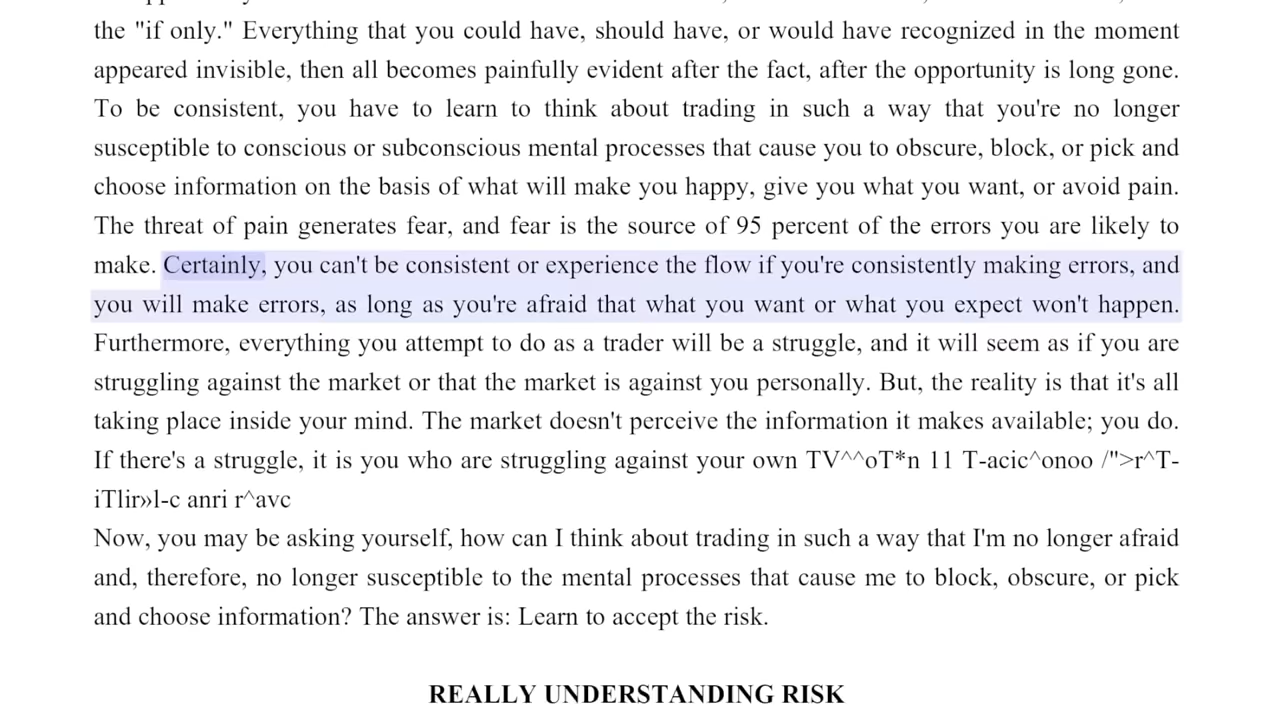 the "if only." Everything that you could have, should have, or would have recognized in the moment
appeared invisible, then all becomes painfully evident after the fact, after the opportunity is long gone.
To be consistent, you have to learn to think about trading in such a way that you're no longer
susceptible to conscious or subconscious mental processes that cause you to obscure, block, or pick and
choose information on the basis of what will make you happy, give you what you want, or avoid pain.
The threat of pain generates fear, and fear is the source of 95 percent of the errors you are likely to
make. Certainly, you can't be consistent or experience the flow if you're consistently making errors, and
you will make errors, as long as you're afraid that what you want or what you expect won't happen.
Furthermore, everything you attempt to do as a trader will be a struggle, and it will seem as if you are
struggling against the market or that the market is against you personally. But, the reality is that it's all
taking place inside your mind. The market doesn't perceive the information it makes available; you do.
If there's a struggle, it is you who are struggling against your own TV^^oT*n 11 T-acic^onoo /">r^T-
iTlir»l-c anri r^avc
Now, you may be asking yourself, how can I think about trading in such a way that I'm no longer afraid
and, therefore, no longer susceptible to the mental processes that cause me to block, obscure, or pick
and choose information? The answer is: Learn to accept the risk.
REALLY UNDERSTANDING RISK